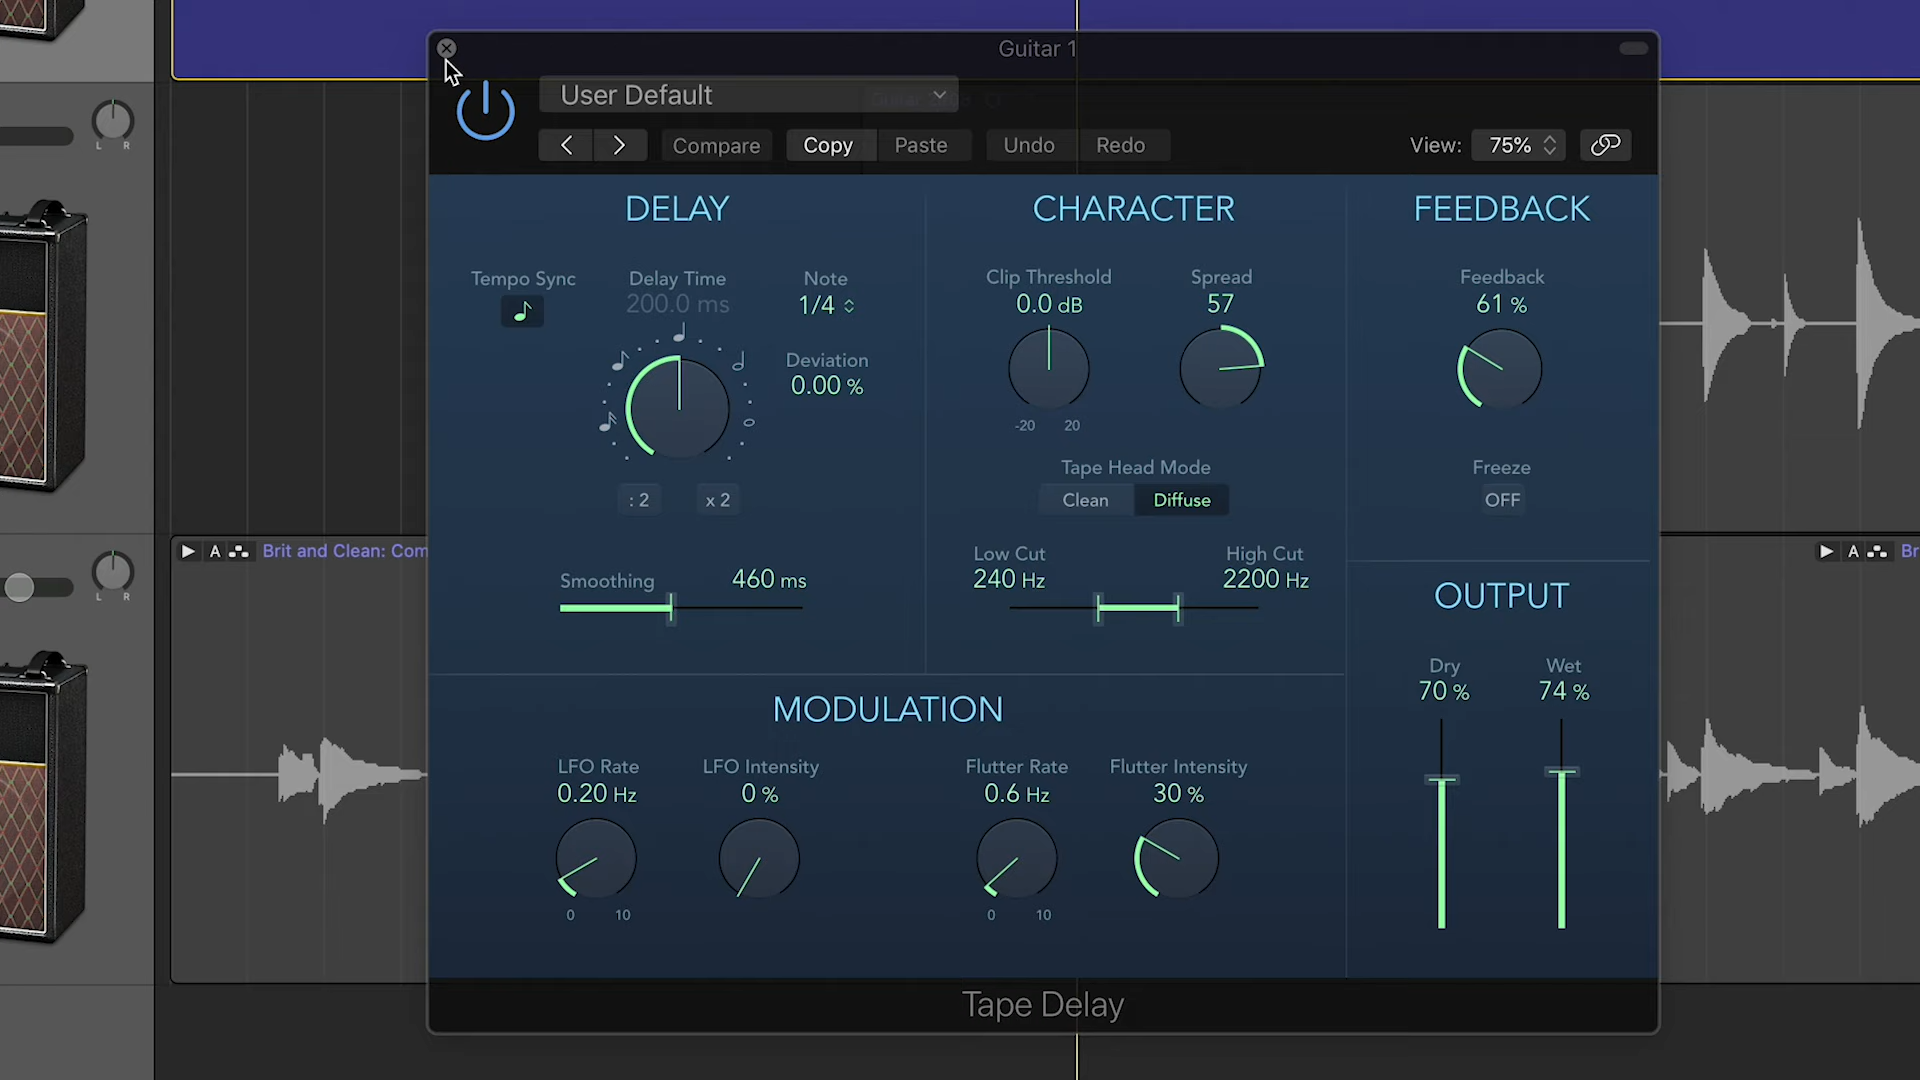 Guitar 1
User Default
Compare Copy Paste Undo Redo View: 75%
DELAY
Tempo Sync Delay Time Note
200.0 ms 1/4
Deviation
0.00 %
: 2 x 2
Smoothing 460 ms
CHARACTER
Clip Threshold Spread
0.0 dB 57
-20 20
Tape Head Mode
Clean Diffuse
Low Cut High Cut
240 Hz 2200 Hz
FEEDBACK
Feedback
61 %
Freeze
OFF
OUTPUT
Dry Wet
70 % 74 %
MODULATION
LFO Rate LFO Intensity Flutter Rate Flutter Intensity
0.20 Hz 0 % 0.6 Hz 30 %
0 10 0 10
Tape Delay
L R
L R
A Brit and Clean: Com
A Br